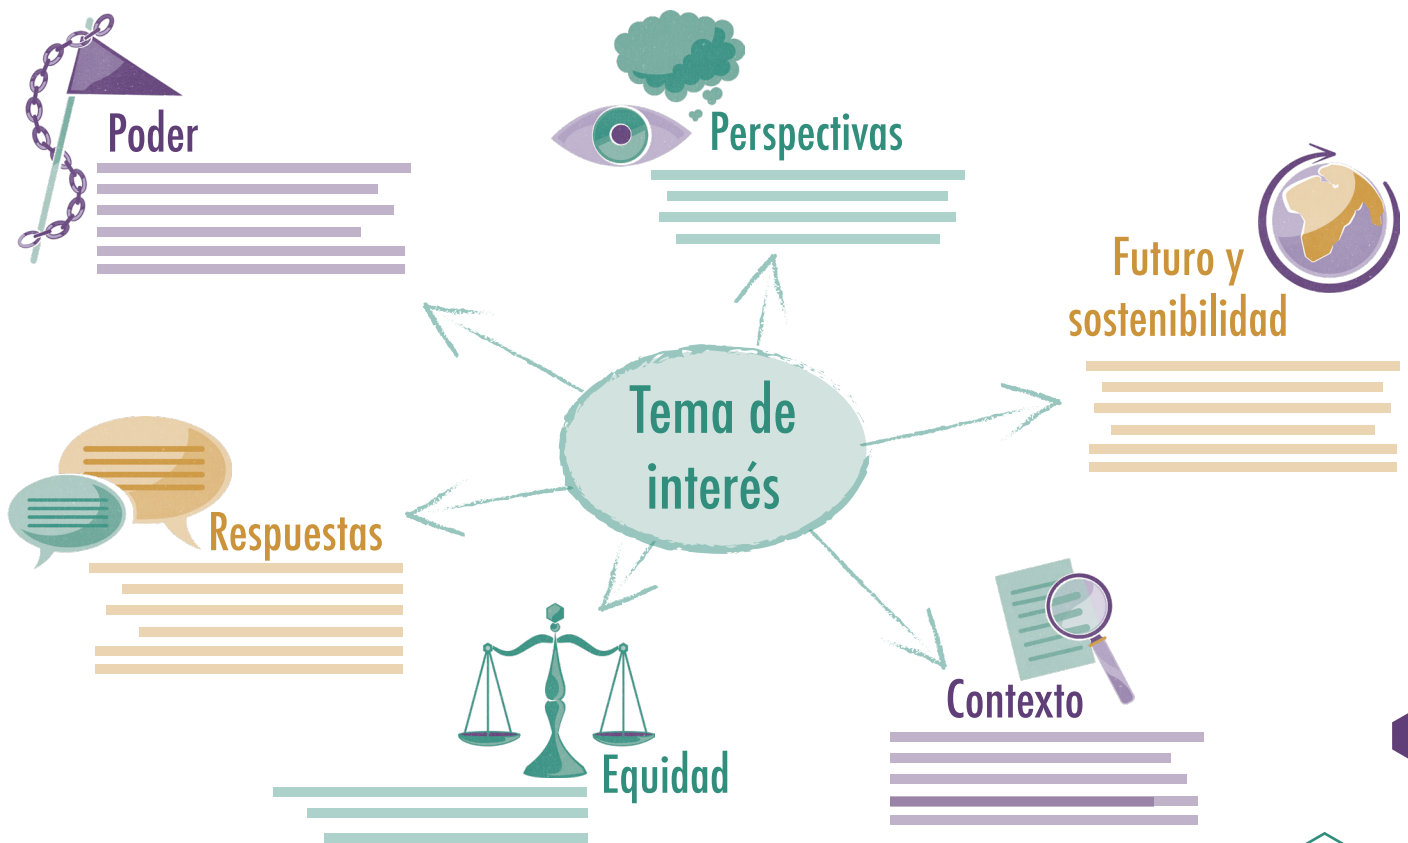 Poder
Perspectivas
Futuro y
sostenibilidad
Tema de
interés
Respuestas
Contexto
Equidad